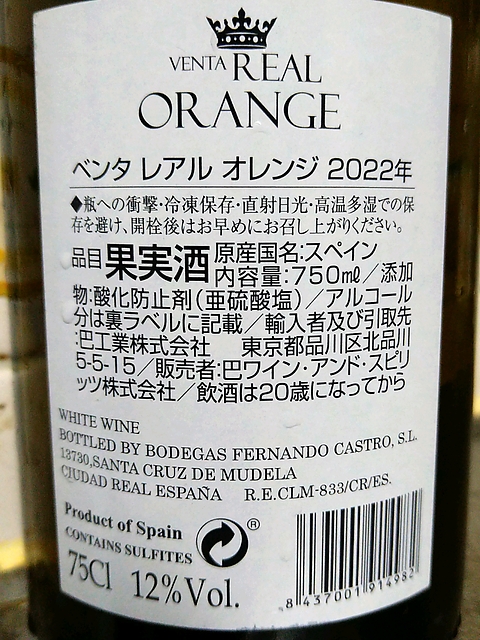 VENTA REAL
ORANGE
ベンタ レアル オレンジ 2022年
◆瓶への衝撃・冷凍保存・直射日光・高温多湿での保
存を避け、開栓後はお早めにお召し上がりください。
品目 果実酒 原産国名:スペイン
内容量:750㎖/添加
物:酸化防止剤(亜硫酸塩)/アルコール
分は裏ラベルに記載/輸入者及び引取先
:巴工業株式会社 東京都品川区北品川
5-5-15/販売者:巴ワイン・アンド・スピリ
ッツ株式会社/飲酒は20歳になってから
WHITE WINE
BOTTLED BY BODEGAS FERNANDO CASTRO, S.L.
13730,SANTA CRUZ DE MUDELA
CIUDAD REAL ESPAÑA R.E.CLM-833/CR/ES.
Product of Spain
CONTAINS SULFITES
®
75Cl 12%Vol.
8 437001 914982